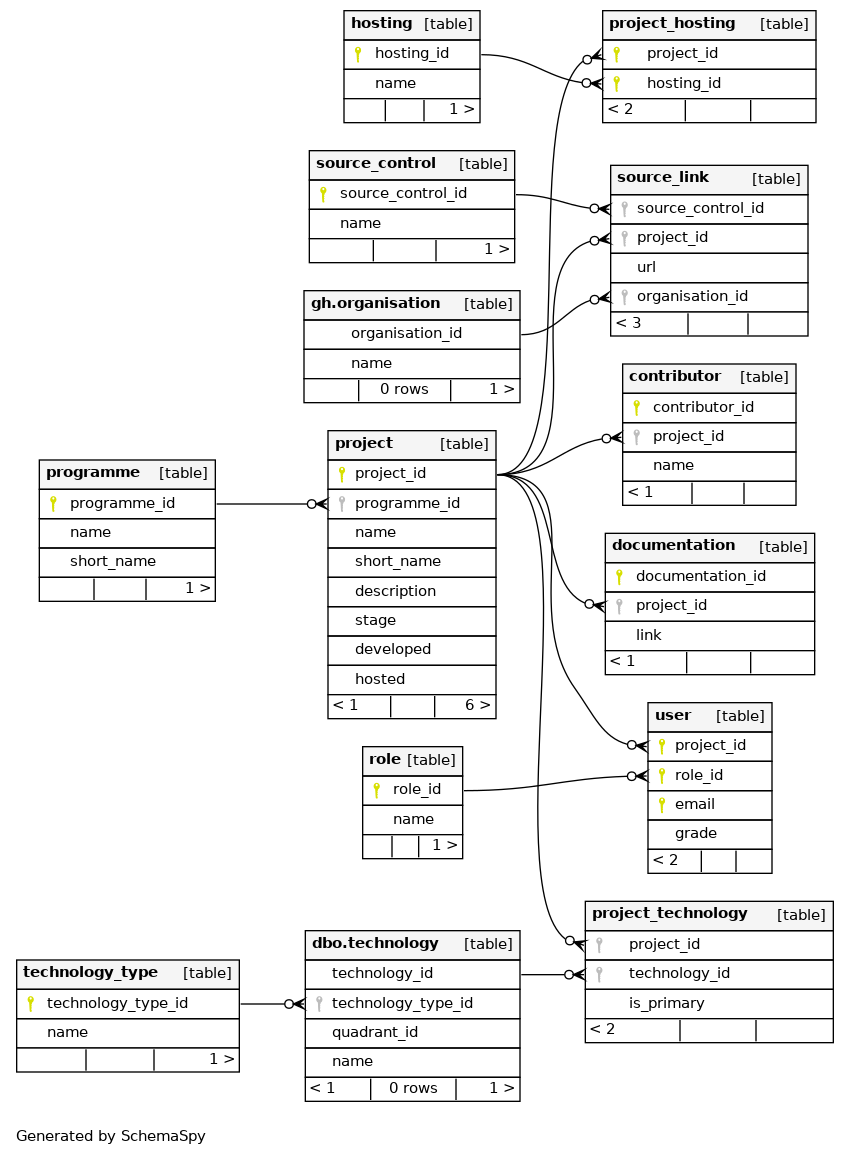 hosting [table]
hosting_id
name
1 >
project_hosting [table]
project_id
hosting_id
< 2
source_control [table]
source_control_id
name
1 >
source_link [table]
source_control_id
project_id
url
organisation_id
< 3
gh.organisation [table]
organisation_id
name
0 rows 1 >
contributor [table]
contributor_id
project_id
name
< 1
programme [table]
programme_id
name
short_name
1 >
project [table]
project_id
programme_id
name
short_name
description
stage
developed
hosted
< 1 6 >
documentation [table]
documentation_id
project_id
link
< 1
user [table]
project_id
role_id
email
grade
< 2
role [table]
role_id
name
1 >
project_technology [table]
project_id
technology_id
is_primary
< 2
technology_type [table]
technology_type_id
name
1 >
dbo.technology [table]
technology_id
technology_type_id
quadrant_id
name
< 1 0 rows 1 >
Generated by SchemaSpy